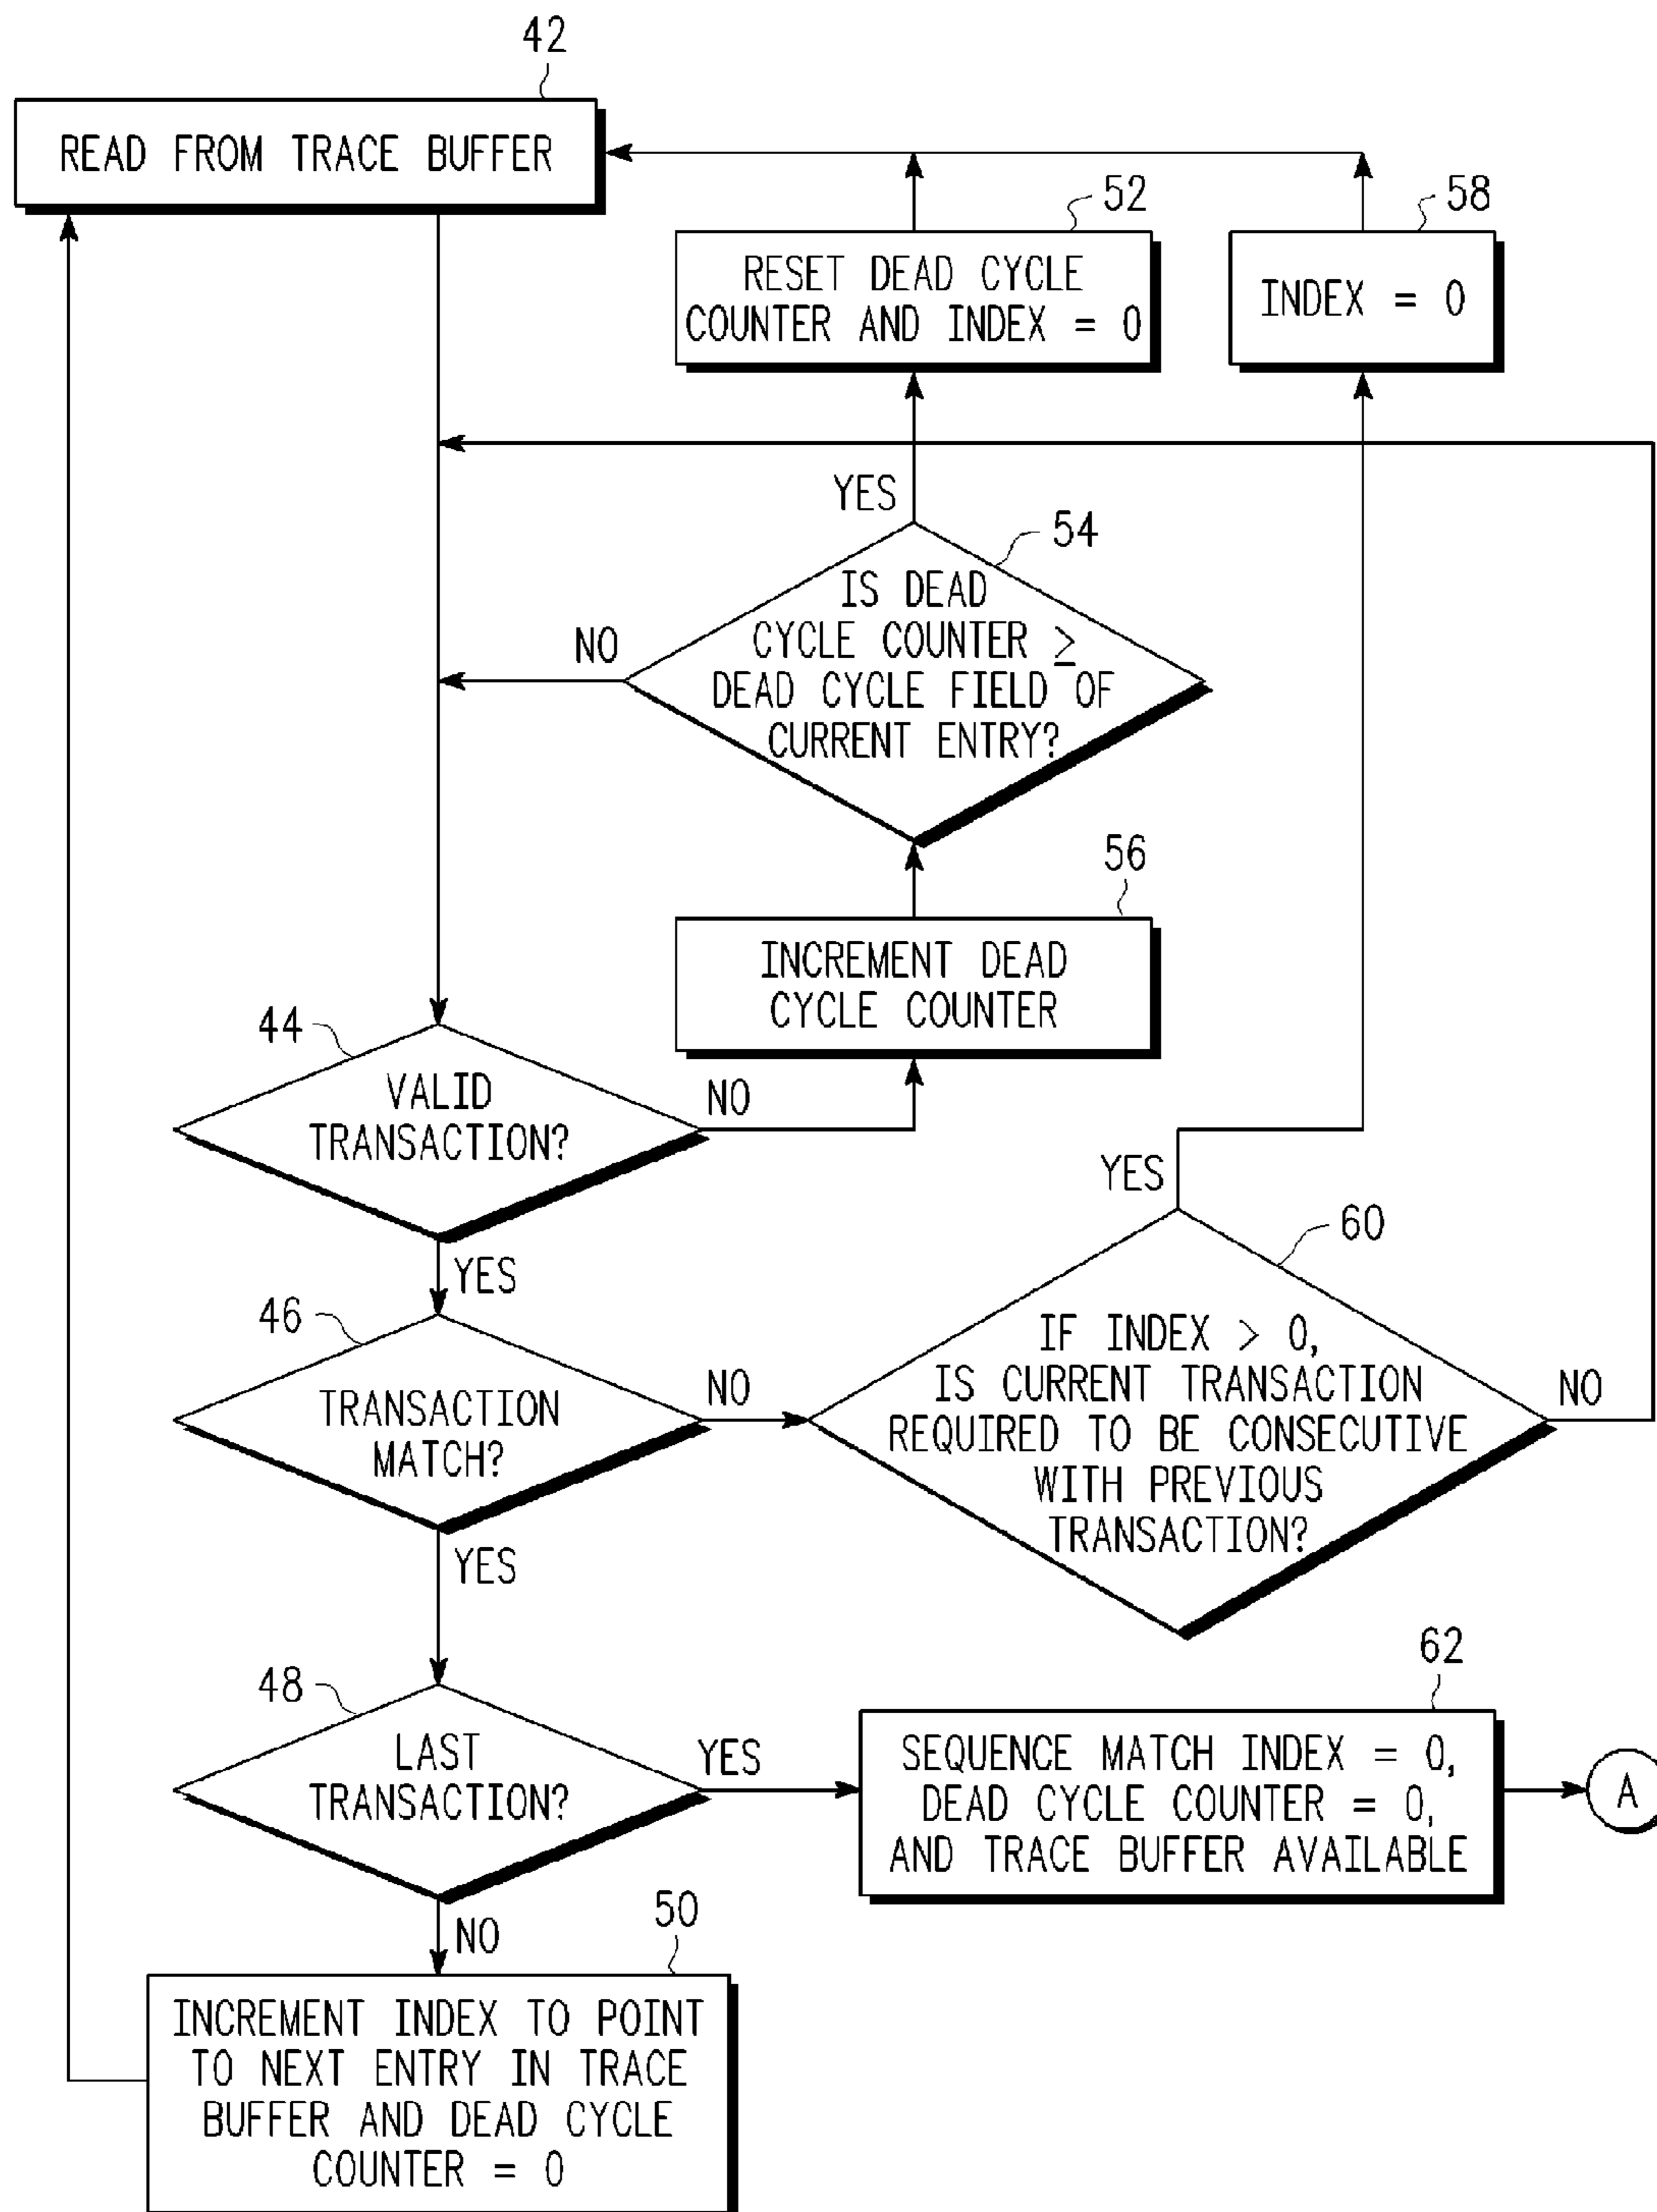 42
READ FROM TRACE BUFFER
52
RESET DEAD CYCLE
COUNTER AND INDEX = 0
58
INDEX = 0
YES
54
IS DEAD
CYCLE COUNTER ≥
DEAD CYCLE FIELD OF
CURRENT ENTRY?
NO
56
INCREMENT DEAD
CYCLE COUNTER
44
VALID
TRANSACTION?
NO
YES
YES
60
IF INDEX > 0,
IS CURRENT TRANSACTION
REQUIRED TO BE CONSECUTIVE
WITH PREVIOUS
TRANSACTION?
NO
46
TRANSACTION
MATCH?
NO
YES
48
LAST
TRANSACTION?
YES
62
SEQUENCE MATCH INDEX = 0,
DEAD CYCLE COUNTER = 0,
AND TRACE BUFFER AVAILABLE
A
NO
50
INCREMENT INDEX TO POINT
TO NEXT ENTRY IN TRACE
BUFFER AND DEAD CYCLE
COUNTER = 0